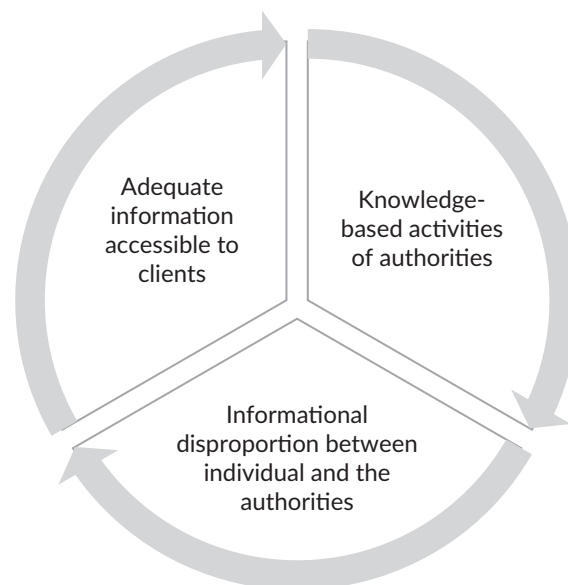 Adequate
information
accessible to
clients
Knowledge-
based activities
of authorities
Informational
disproportion between
individual and the
authorities